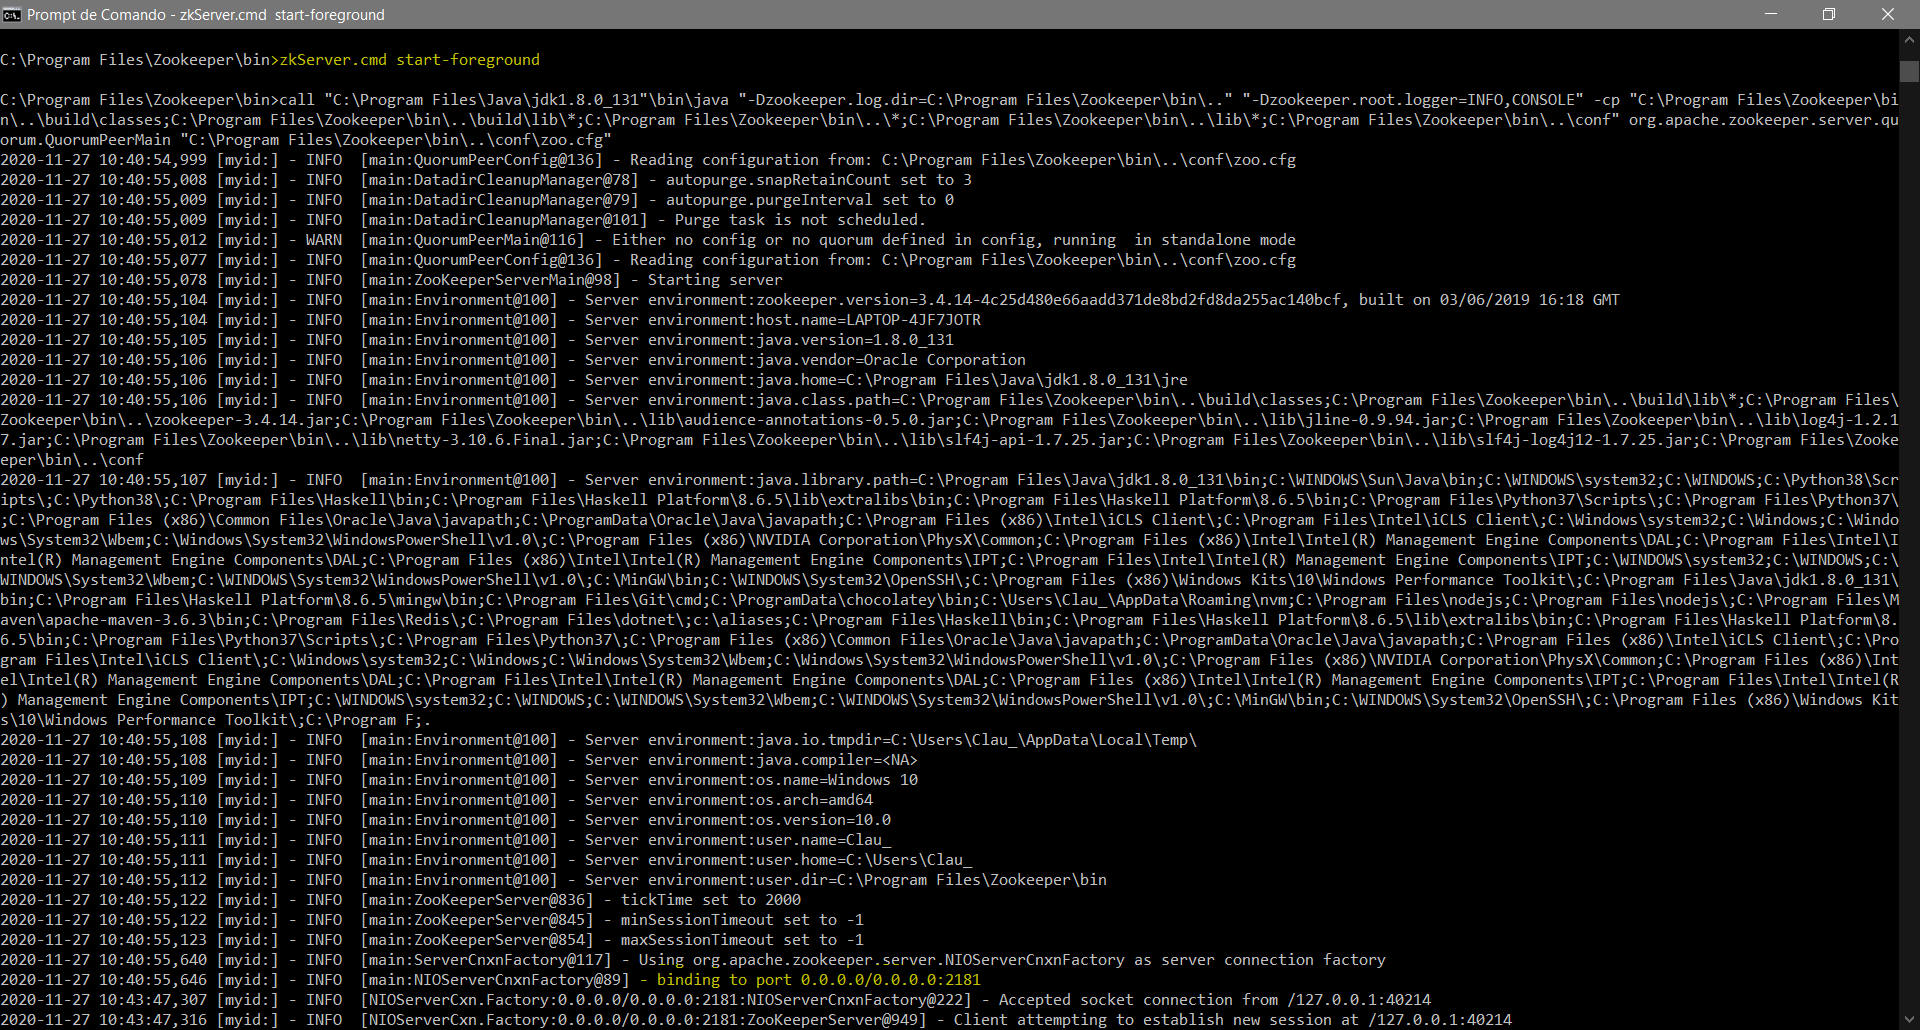 Prompt de Comando - zkServer.cmd  start-foreground
C:\Program Files\Zookeeper\bin>zkServer.cmd start-foreground
C:\Program Files\Zookeeper\bin>call "C:\Program Files\Java\jdk1.8.0_131"\bin\java "-Dzookeeper.log.dir=C:\Program Files\Zookeeper\bin\.." "-Dzookeeper.root.logger=INFO,CONSOLE" -cp "C:\Program Files\Zookeeper\bi
n\..\build\classes;C:\Program Files\Zookeeper\bin\..\build\lib\*;C:\Program Files\Zookeeper\bin\..\*;C:\Program Files\Zookeeper\bin\..\lib\*;C:\Program Files\Zookeeper\bin\..\conf" org.apache.zookeeper.server.qu
orum.QuorumPeerMain "C:\Program Files\Zookeeper\bin\..\conf\zoo.cfg"
2020-11-27 10:40:54,999 [myid:] - INFO  [main:QuorumPeerConfig@136] - Reading configuration from: C:\Program Files\Zookeeper\bin\..\conf\zoo.cfg
2020-11-27 10:40:55,008 [myid:] - INFO  [main:DatadirCleanupManager@78] - autopurge.snapRetainCount set to 3
2020-11-27 10:40:55,009 [myid:] - INFO  [main:DatadirCleanupManager@79] - autopurge.purgeInterval set to 0
2020-11-27 10:40:55,009 [myid:] - INFO  [main:DatadirCleanupManager@101] - Purge task is not scheduled.
2020-11-27 10:40:55,012 [myid:] - WARN  [main:QuorumPeerMain@116] - Either no config or no quorum defined in config, running  in standalone mode
2020-11-27 10:40:55,077 [myid:] - INFO  [main:QuorumPeerConfig@136] - Reading configuration from: C:\Program Files\Zookeeper\bin\..\conf\zoo.cfg
2020-11-27 10:40:55,078 [myid:] - INFO  [main:ZooKeeperServerMain@98] - Starting server
2020-11-27 10:40:55,104 [myid:] - INFO  [main:Environment@100] - Server environment:zookeeper.version=3.4.14-4c25d480e66aadd371de8bd2fd8da255ac140bcf, built on 03/06/2019 16:18 GMT
2020-11-27 10:40:55,104 [myid:] - INFO  [main:Environment@100] - Server environment:host.name=LAPTOP-4JF7JOTR
2020-11-27 10:40:55,105 [myid:] - INFO  [main:Environment@100] - Server environment:java.version=1.8.0_131
2020-11-27 10:40:55,106 [myid:] - INFO  [main:Environment@100] - Server environment:java.vendor=Oracle Corporation
2020-11-27 10:40:55,106 [myid:] - INFO  [main:Environment@100] - Server environment:java.home=C:\Program Files\Java\jdk1.8.0_131\jre
2020-11-27 10:40:55,106 [myid:] - INFO  [main:Environment@100] - Server environment:java.class.path=C:\Program Files\Zookeeper\bin\..\build\classes;C:\Program Files\Zookeeper\bin\..\build\lib\*;C:\Program Files\
Zookeeper\bin\..\zookeeper-3.4.14.jar;C:\Program Files\Zookeeper\bin\..\lib\audience-annotations-0.5.0.jar;C:\Program Files\Zookeeper\bin\..\lib\jline-0.9.94.jar;C:\Program Files\Zookeeper\bin\..\lib\log4j-1.2.1
7.jar;C:\Program Files\Zookeeper\bin\..\lib\netty-3.10.6.Final.jar;C:\Program Files\Zookeeper\bin\..\lib\slf4j-api-1.7.25.jar;C:\Program Files\Zookeeper\bin\..\lib\slf4j-log4j12-1.7.25.jar;C:\Program Files\Zooke
eper\bin\..\conf
2020-11-27 10:40:55,107 [myid:] - INFO  [main:Environment@100] - Server environment:java.library.path=C:\Program Files\Java\jdk1.8.0_131\bin;C:\WINDOWS\Sun\Java\bin;C:\WINDOWS\system32;C:\WINDOWS;C:\Python38\Scr
ipts\;C:\Python38\;C:\Program Files\Haskell\bin;C:\Program Files\Haskell Platform\8.6.5\lib\extralibs\bin;C:\Program Files\Haskell Platform\8.6.5\bin;C:\Program Files\Python37\Scripts\;C:\Program Files\Python37\
;C:\Program Files (x86)\Common Files\Oracle\Java\javapath;C:\ProgramData\Oracle\Java\javapath;C:\Program Files (x86)\Intel\iCLS Client\;C:\Program Files\Intel\iCLS Client\;C:\Windows\system32;C:\Windows;C:\Windo
ws\System32\Wbem;C:\Windows\System32\WindowsPowerShell\v1.0\;C:\Program Files (x86)\NVIDIA Corporation\PhysX\Common;C:\Program Files (x86)\Intel\Intel(R) Management Engine Components\DAL;C:\Program Files\Intel\I
ntel(R) Management Engine Components\DAL;C:\Program Files (x86)\Intel\Intel(R) Management Engine Components\IPT;C:\Program Files\Intel\Intel(R) Management Engine Components\IPT;C:\WINDOWS\system32;C:\WINDOWS;C:\
WINDOWS\System32\Wbem;C:\WINDOWS\System32\WindowsPowerShell\v1.0\;C:\MinGW\bin;C:\WINDOWS\System32\OpenSSH\;C:\Program Files (x86)\Windows Kits\10\Windows Performance Toolkit\;C:\Program Files\Java\jdk1.8.0_131\
bin;C:\Program Files\Haskell Platform\8.6.5\mingw\bin;C:\Program Files\Git\cmd;C:\ProgramData\chocolatey\bin;C:\Users\Clau_\AppData\Roaming\nvm;C:\Program Files\nodejs;C:\Program Files\nodejs\;C:\Program Files\M
aven\apache-maven-3.6.3\bin;C:\Program Files\Redis\;C:\Program Files\dotnet\;c:\aliases;C:\Program Files\Haskell\bin;C:\Program Files\Haskell Platform\8.6.5\lib\extralibs\bin;C:\Program Files\Haskell Platform\8.
6.5\bin;C:\Program Files\Python37\Scripts\;C:\Program Files\Python37\;C:\Program Files (x86)\Common Files\Oracle\Java\javapath;C:\ProgramData\Oracle\Java\javapath;C:\Program Files (x86)\Intel\iCLS Client\;C:\Pro
gram Files\Intel\iCLS Client\;C:\Windows\system32;C:\Windows;C:\Windows\System32\Wbem;C:\Windows\System32\WindowsPowerShell\v1.0\;C:\Program Files (x86)\NVIDIA Corporation\PhysX\Common;C:\Program Files (x86)\Int
el\Intel(R) Management Engine Components\DAL;C:\Program Files\Intel\Intel(R) Management Engine Components\DAL;C:\Program Files (x86)\Intel\Intel(R) Management Engine Components\IPT;C:\Program Files\Intel\Intel(R
) Management Engine Components\IPT;C:\WINDOWS\system32;C:\WINDOWS;C:\WINDOWS\System32\Wbem;C:\WINDOWS\System32\WindowsPowerShell\v1.0\;C:\MinGW\bin;C:\WINDOWS\System32\OpenSSH\;C:\Program Files (x86)\Windows Kit
s\10\Windows Performance Toolkit\;C:\Program F;.
2020-11-27 10:40:55,108 [myid:] - INFO  [main:Environment@100] - Server environment:java.io.tmpdir=C:\Users\Clau_\AppData\Local\Temp\
2020-11-27 10:40:55,108 [myid:] - INFO  [main:Environment@100] - Server environment:java.compiler=<NA>
2020-11-27 10:40:55,109 [myid:] - INFO  [main:Environment@100] - Server environment:os.name=Windows 10
2020-11-27 10:40:55,110 [myid:] - INFO  [main:Environment@100] - Server environment:os.arch=amd64
2020-11-27 10:40:55,110 [myid:] - INFO  [main:Environment@100] - Server environment:os.version=10.0
2020-11-27 10:40:55,111 [myid:] - INFO  [main:Environment@100] - Server environment:user.name=Clau_
2020-11-27 10:40:55,111 [myid:] - INFO  [main:Environment@100] - Server environment:user.home=C:\Users\Clau_
2020-11-27 10:40:55,112 [myid:] - INFO  [main:Environment@100] - Server environment:user.dir=C:\Program Files\Zookeeper\bin
2020-11-27 10:40:55,122 [myid:] - INFO  [main:ZooKeeperServer@836] - tickTime set to 2000
2020-11-27 10:40:55,122 [myid:] - INFO  [main:ZooKeeperServer@845] - minSessionTimeout set to -1
2020-11-27 10:40:55,123 [myid:] - INFO  [main:ZooKeeperServer@854] - maxSessionTimeout set to -1
2020-11-27 10:40:55,640 [myid:] - INFO  [main:ServerCnxnFactory@117] - Using org.apache.zookeeper.server.NIOServerCnxnFactory as server connection factory
2020-11-27 10:40:55,646 [myid:] - INFO  [main:NIOServerCnxnFactory@89] - binding to port 0.0.0.0/0.0.0.0:2181
2020-11-27 10:43:47,307 [myid:] - INFO  [NIOServerCxn.Factory:0.0.0.0/0.0.0.0:2181:NIOServerCnxnFactory@222] - Accepted socket connection from /127.0.0.1:40214
2020-11-27 10:43:47,316 [myid:] - INFO  [NIOServerCxn.Factory:0.0.0.0/0.0.0.0:2181:ZooKeeperServer@949] - Client attempting to establish new session at /127.0.0.1:40214